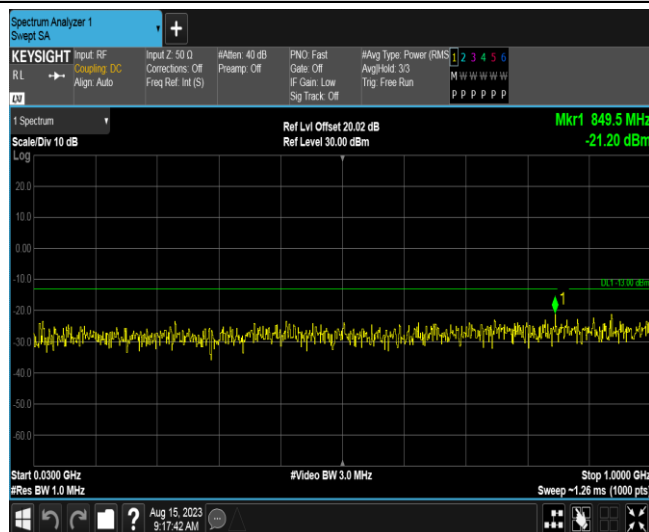 Spectrum Analyzer 1
Swept SA
+
KEYSIGHT Input: RF Input Z: 50 Ω #Atten: 40 dB PNO: Fast #Avg Type: Power (RMS 1 2 3 4 5 6
RL Coupling: DC Corrections: Off Preamp: Off Gate: Off Avg|Hold: 3/3 M W W W W W
Align: Auto Freq Ref: Int (S) IF Gain: Low Trig: Free Run
LXI Sig Track: Off P P P P P P
1 Spectrum
Ref Lvl Offset 20.02 dB Mkr1 849.5 MHz
Scale/Div 10 dB Ref Level 30.00 dBm -21.20 dBm
Log
20.0
10.0
0.00
-10.0
DL1 -13.00 dBm
1
-20.0
-30.0
-40.0
-50.0
-60.0
Start 0.0300 GHz #Video BW 3.0 MHz Stop 1.0000 GHz
#Res BW 1.0 MHz Sweep ~1.26 ms (1000 pts)
? Aug 15, 2023
9:17:42 AM